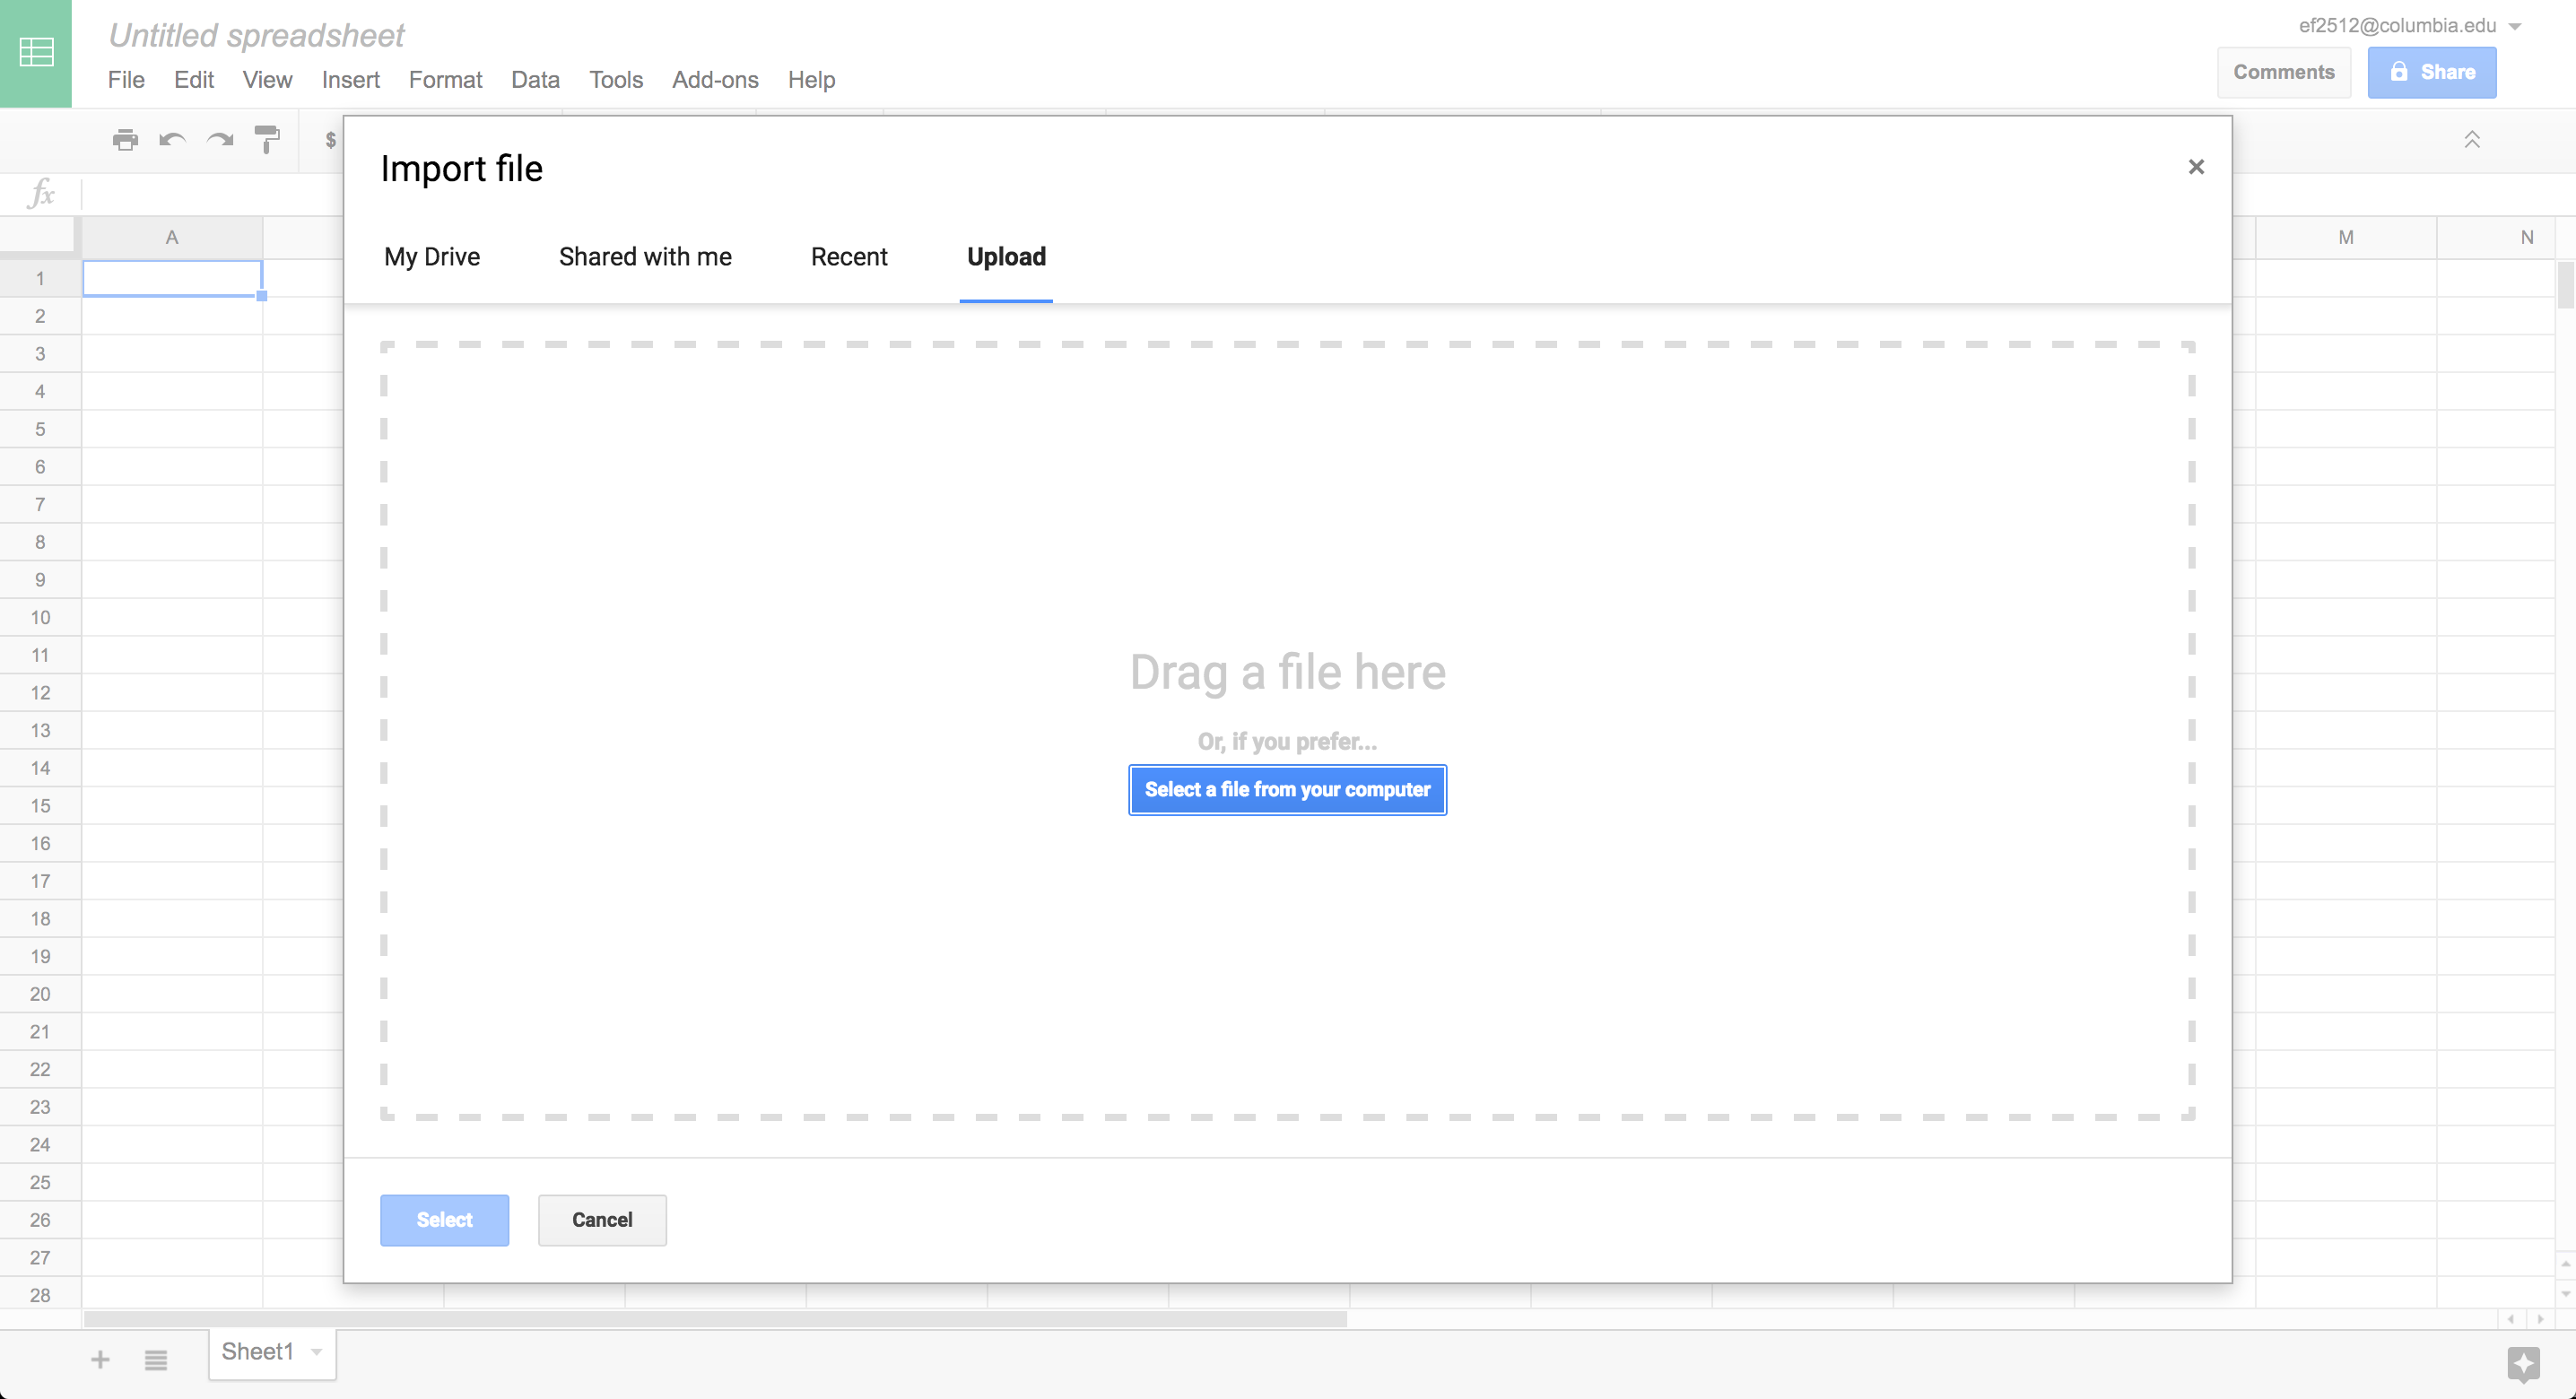 Untitled spreadsheet
ef2512@columbia.edu
File Edit View Insert Format Data Tools Add-ons Help
Comments
Share
$
Import file
×
fx
My Drive Shared with me Recent Upload
A M N
1
2
3
4
5
6
7
8
9
10
11
12
13
14
15
16
17
18
19
20
21
22
23
24
25
26
27
28
Drag a file here
Or, if you prefer...
Select a file from your computer
Select
Cancel
+
Sheet1